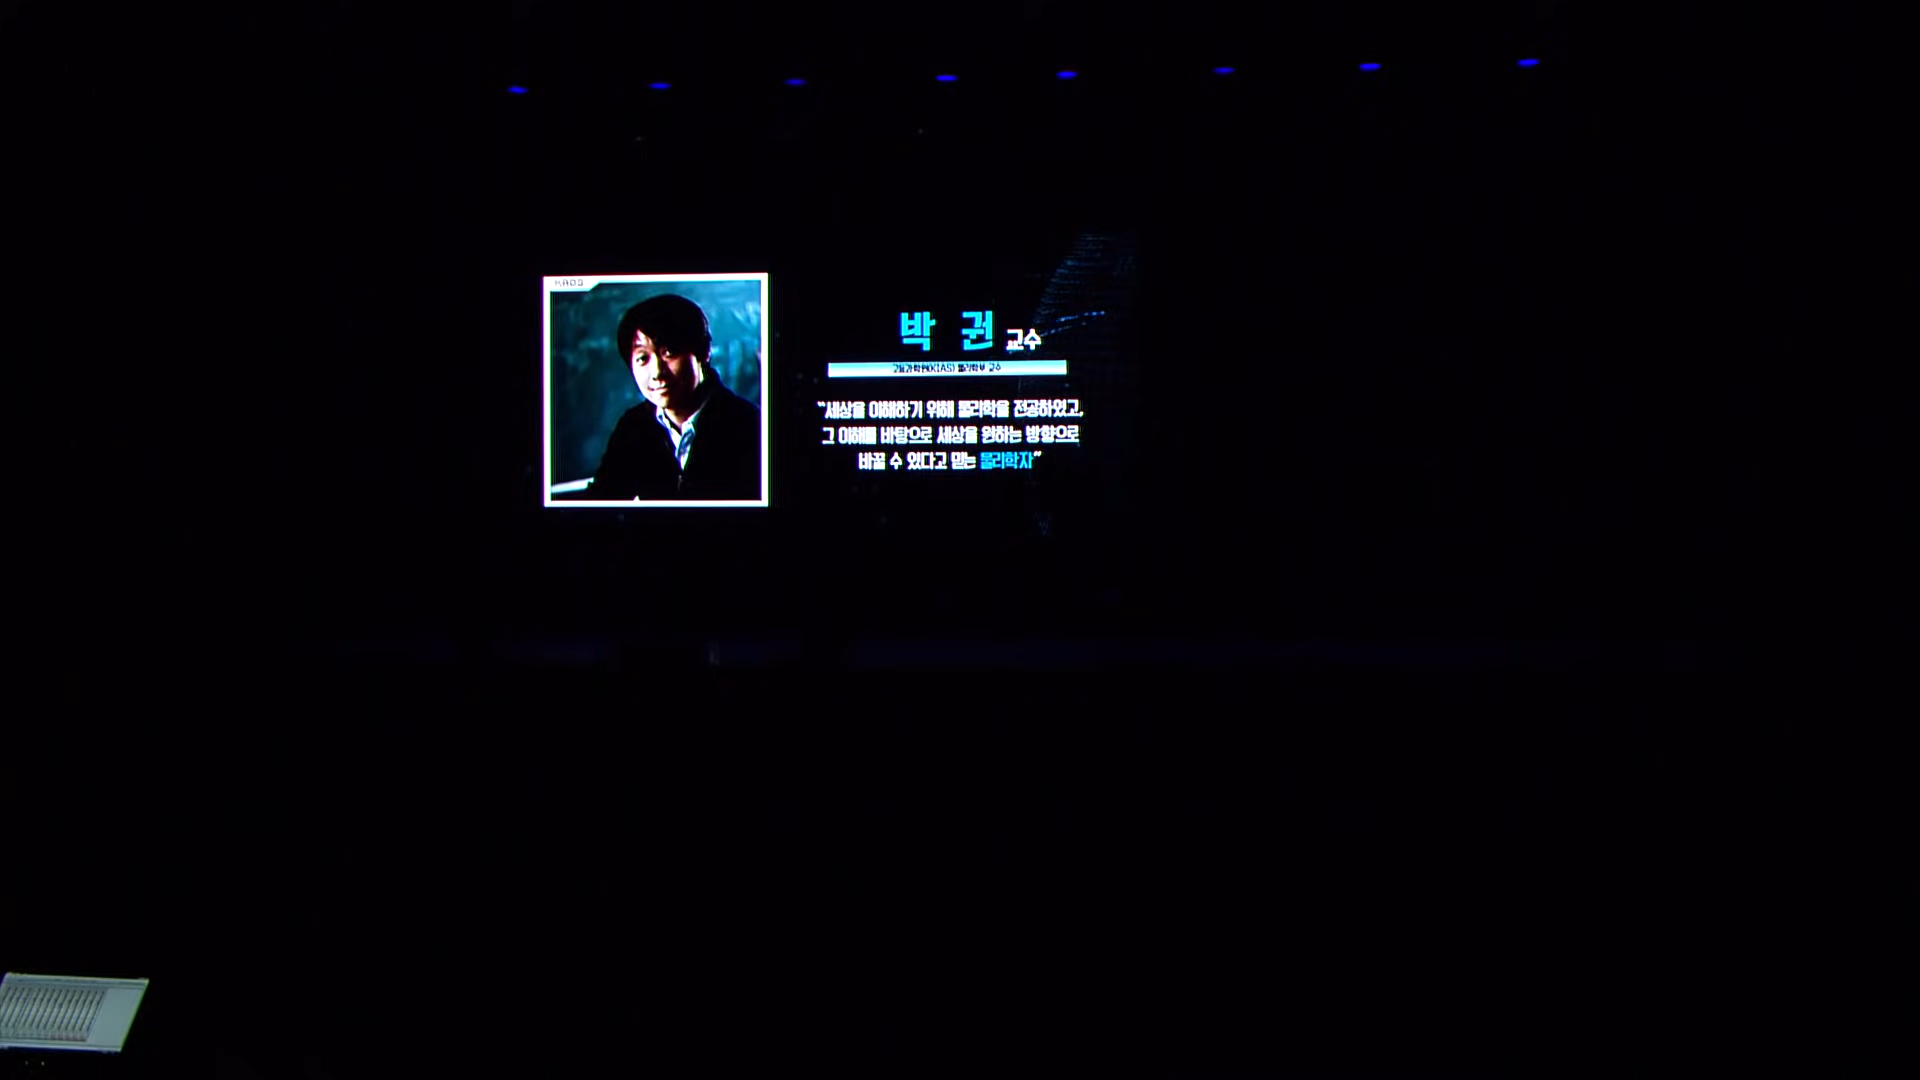 KAOS
박 권 교수
고등과학원(KIAS) 물리학부 교수
“세상을 이해하기 위해 물리학을 전공하였고,
그 이해를 바탕으로 세상을 원하는 방향으로
바꿀 수 있다고 믿는 물리학자”